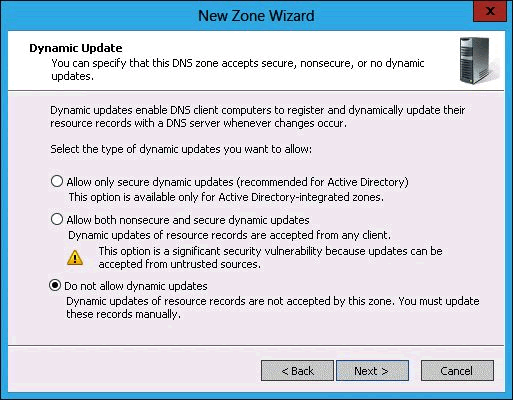 New Zone Wizard
x
Dynamic Update
You can specify that this DNS zone accepts secure, nonsecure, or no dynamic
updates.
Dynamic updates enable DNS client computers to register and dynamically update their
resource records with a DNS server whenever changes occur.
Select the type of dynamic updates you want to allow:
Allow only secure dynamic updates (recommended for Active Directory)
This option is available only for Active Directory-integrated zones.
Allow both nonsecure and secure dynamic updates
Dynamic updates of resource records are accepted from any client.
This option is a significant security vulnerability because updates can be
accepted from untrusted sources.
Do not allow dynamic updates
Dynamic updates of resource records are not accepted by this zone. You must update
these records manually.
< Back
Next >
Cancel